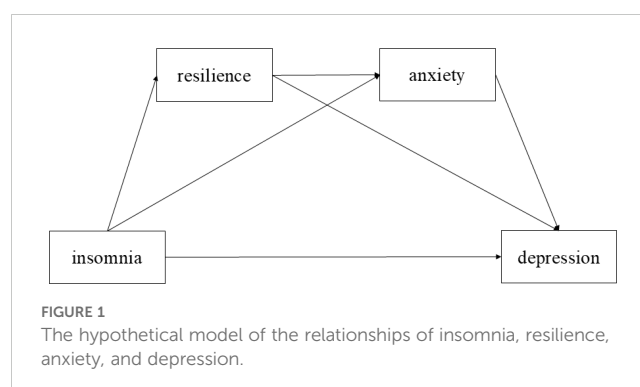 resilience
anxiety
insomnia
depression
FIGURE 1
The hypothetical model of the relationships of insomnia, resilience,
anxiety, and depression.